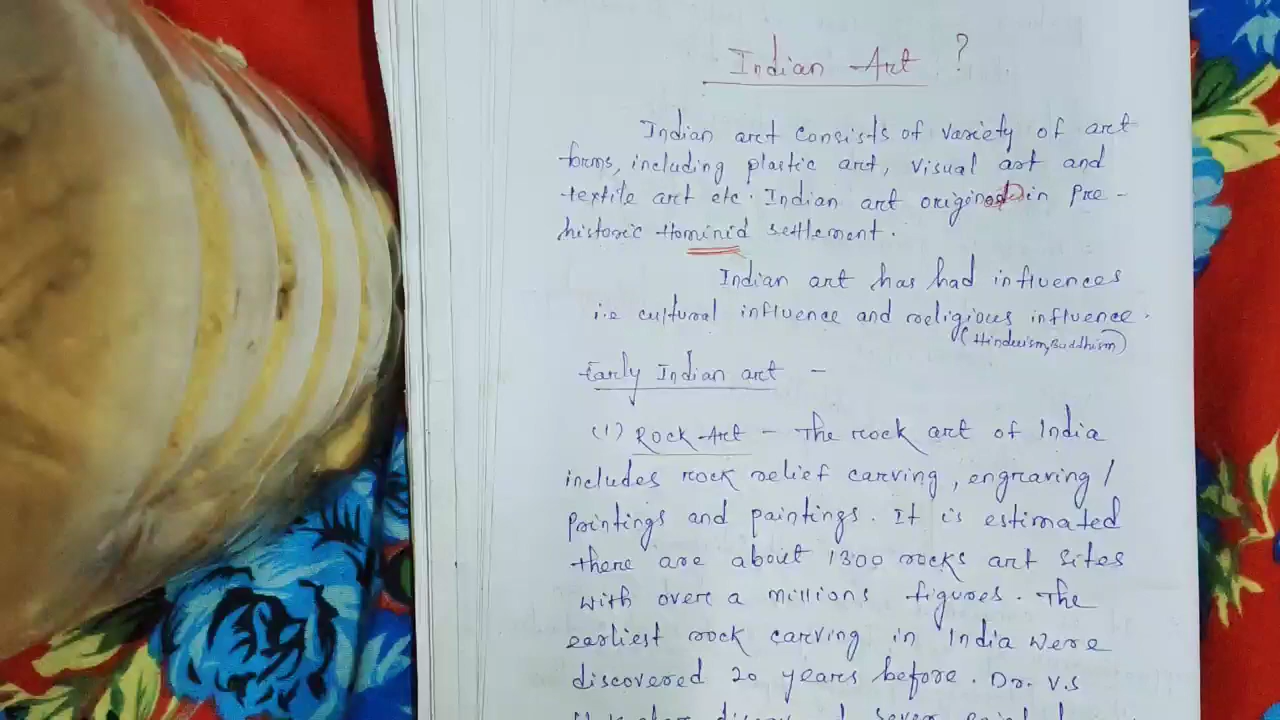 Indian Art ?
Indian art consists of variety of art
forms, including plastic art, visual art and
textile art etc. Indian art originated in pre-
historic Hominid settlement.
Indian art has had influences
i.e cultural influence and religious influence.
(Hinduism, Buddhism)
Early Indian art -
(1) Rock-Art - The rock art of India
includes rock relief carving, engraving /
pointings and paintings. It is estimated
there are about 1300 rocks art sites
with over a millions figures. The
earliest rock carving in India were
discovered 20 years before. Dr. V.S